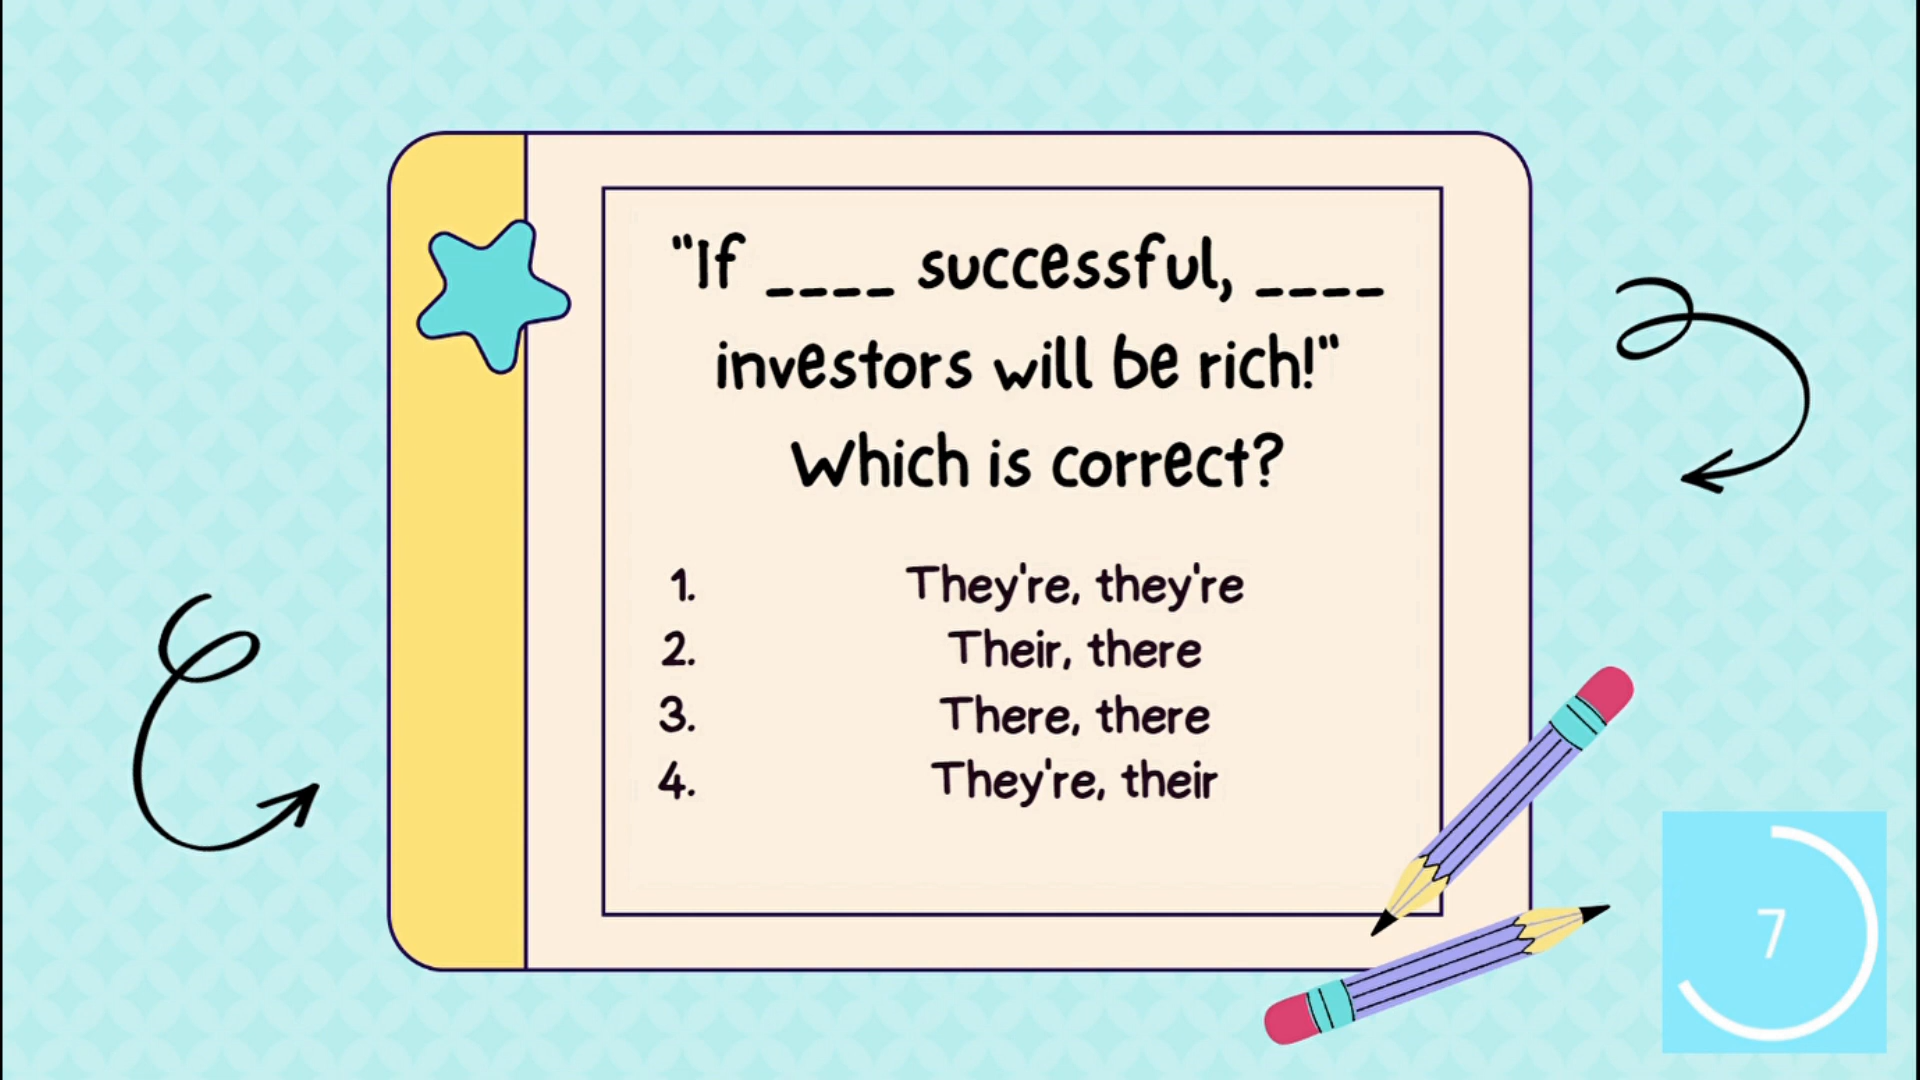 "If ____ successful, ____
investors will be rich!"
Which is correct?
1. They're, they're
2. Their, there
3. There, there
4. They're, their
7